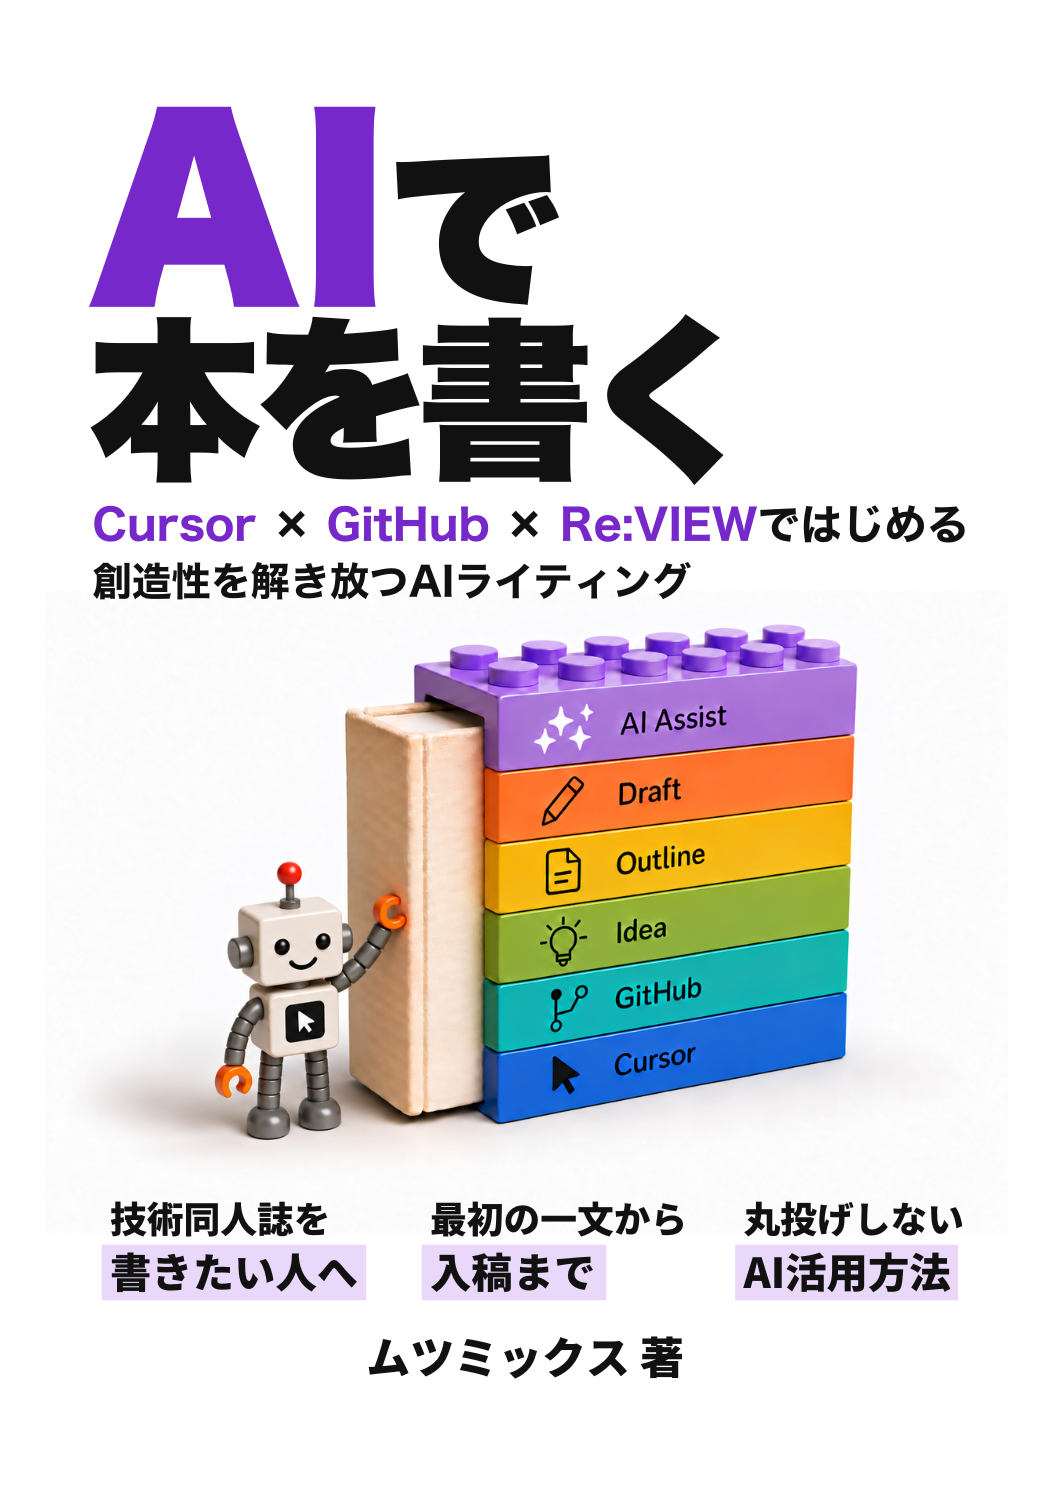 AIで
本を書く
Cursor × GitHub × Re:VIEWではじめる
創造性を解き放つAIライティング
AI Assist
Draft
Outline
Idea
GitHub
Cursor
技術同人誌を
書きたい人へ
最初の一文から
入稿まで
丸投げしない
AI活用方法
ムツミックス 著